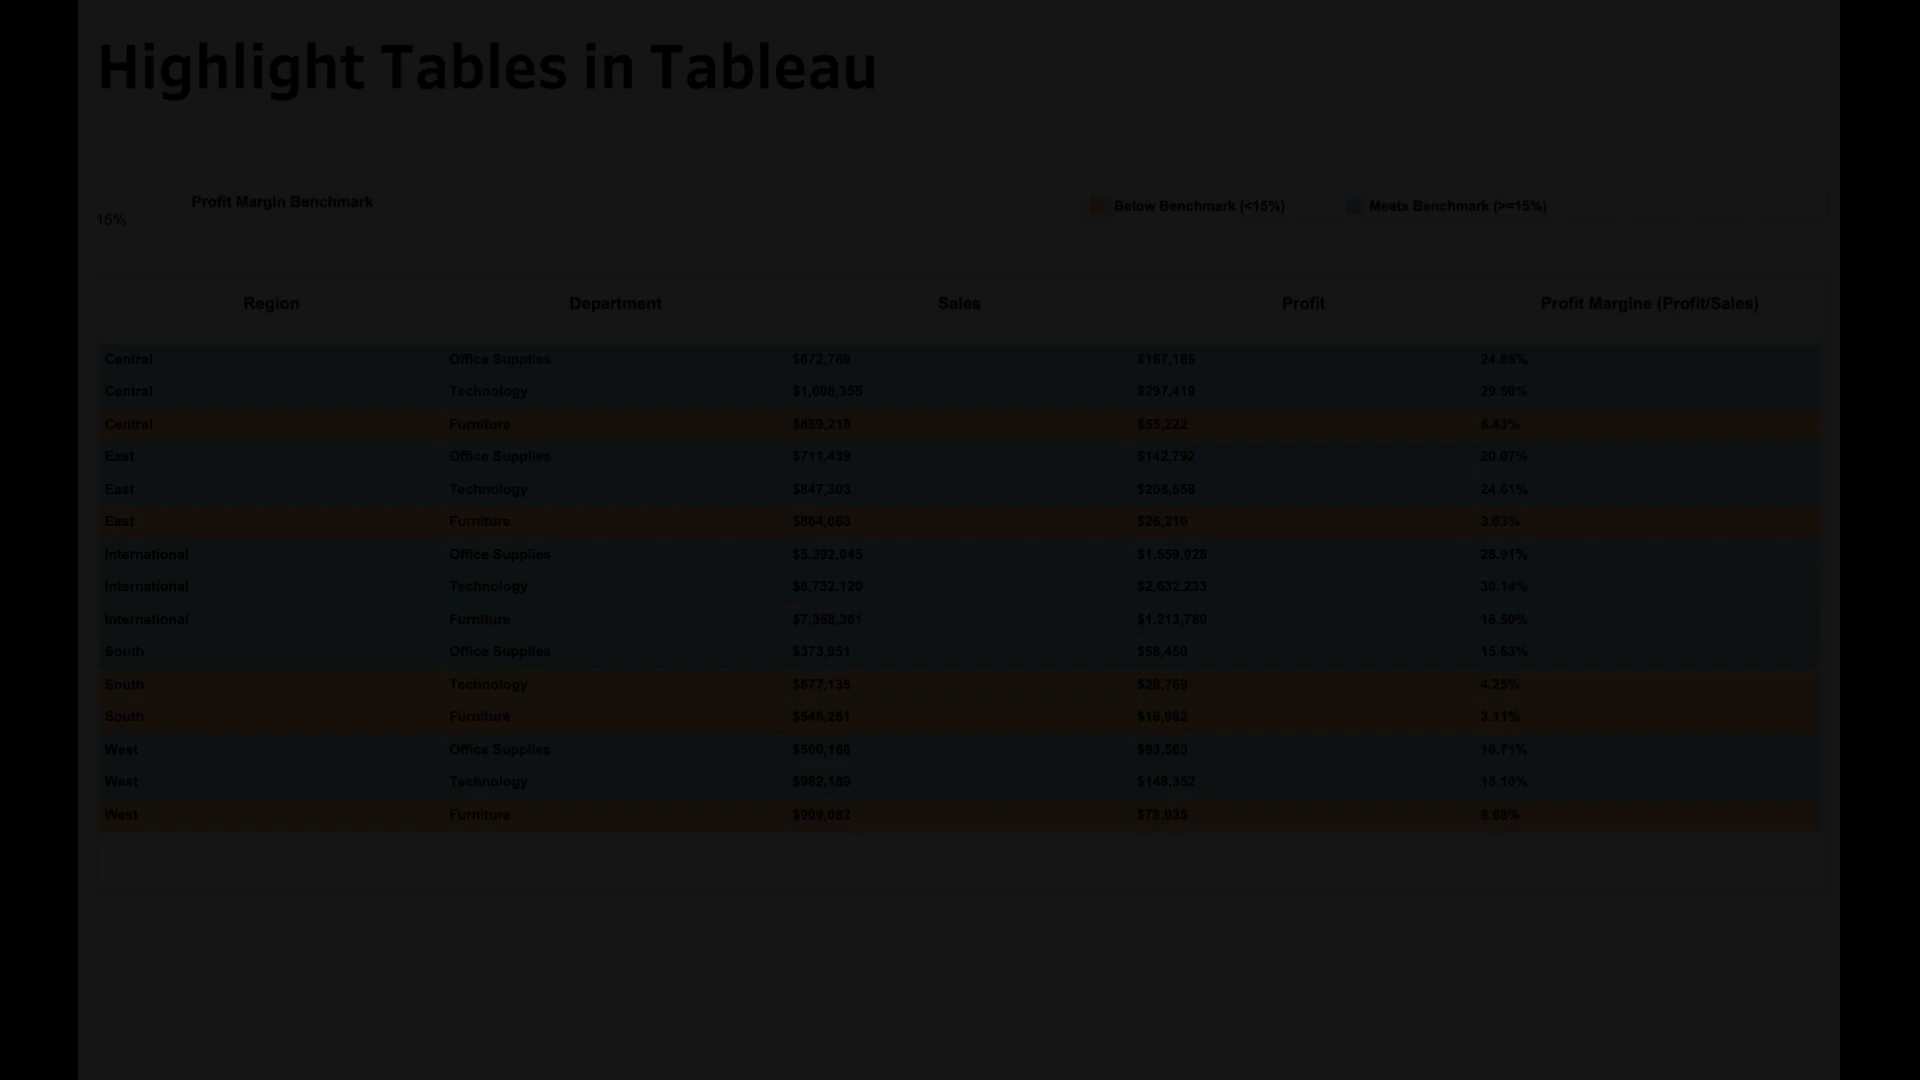 Highlight Tables in Tableau
Profit Margin Benchmark
15%
Below Benchmark (<15%) Meets Benchmark (>=15%)
Region Department Sales Profit Profit Margine (Profit/Sales)
Central Office Supplies $672,769 $167,185 24.85%
Central Technology $1,008,355 $297,419 29.50%
Central Furniture $859,218 $55,222 6.43%
East Office Supplies $711,439 $142,792 20.07%
East Technology $847,303 $208,558 24.61%
East Furniture $864,063 $26,216 3.03%
International Office Supplies $5,392,045 $1,559,028 28.91%
International Technology $8,732,120 $2,632,233 30.14%
International Furniture $7,358,361 $1,213,780 16.50%
South Office Supplies $373,951 $58,450 15.63%
South Technology $677,135 $28,769 4.25%
South Furniture $546,261 $16,982 3.11%
West Office Supplies $500,168 $83,563 16.71%
West Technology $982,189 $148,352 15.10%
West Furniture $909,082 $78,935 8.68%